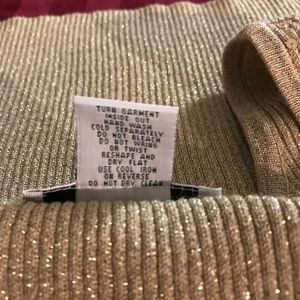 TURN GARMENT
INSIDE OUT
HAND WASH
COLD SEPARATELY
DO NOT BLEACH
DO NOT WRING
OR TWIST
RESHAPE AND
DRY FLAT
USE COOL IRON
ON REVERSE
DO NOT DRY CLEAN